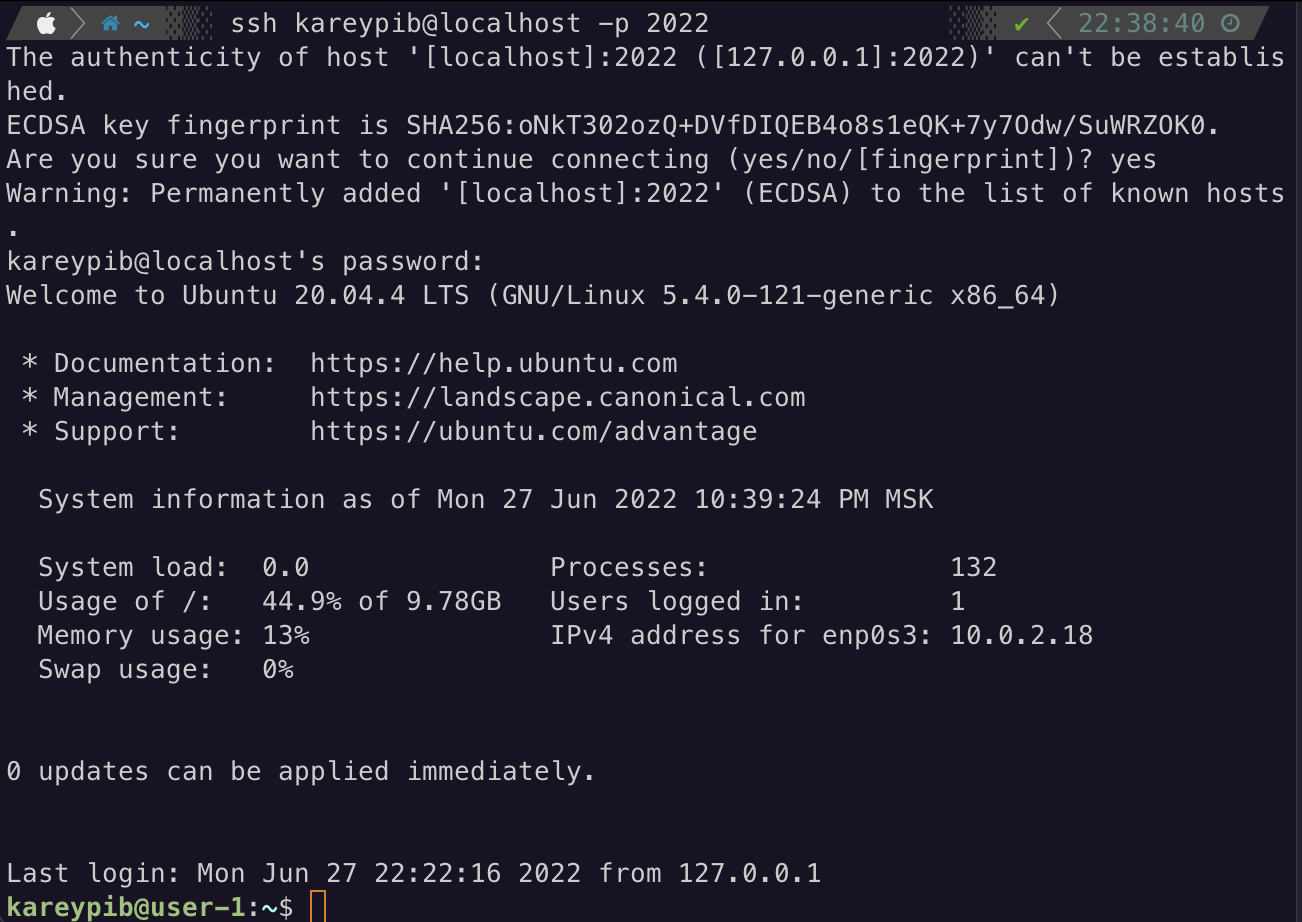 ~ ssh kareypib@localhost -p 2022 ✔ 22:38:40
The authenticity of host '[localhost]:2022 ([127.0.0.1]:2022)' can't be establis
hed.
ECDSA key fingerprint is SHA256:oNkT302ozQ+DVfDIQEB4o8s1eQK+7y7Odw/SuWRZOK0.
Are you sure you want to continue connecting (yes/no/[fingerprint])? yes
Warning: Permanently added '[localhost]:2022' (ECDSA) to the list of known hosts
.
kareypib@localhost's password:
Welcome to Ubuntu 20.04.4 LTS (GNU/Linux 5.4.0-121-generic x86_64)
* Documentation: https://help.ubuntu.com
* Management: https://landscape.canonical.com
* Support: https://ubuntu.com/advantage
System information as of Mon 27 Jun 2022 10:39:24 PM MSK
System load: 0.0 Processes: 132
Usage of /: 44.9% of 9.78GB Users logged in: 1
Memory usage: 13% IPv4 address for enp0s3: 10.0.2.18
Swap usage: 0%
0 updates can be applied immediately.
Last login: Mon Jun 27 22:22:16 2022 from 127.0.0.1
kareypib@user-1:~$